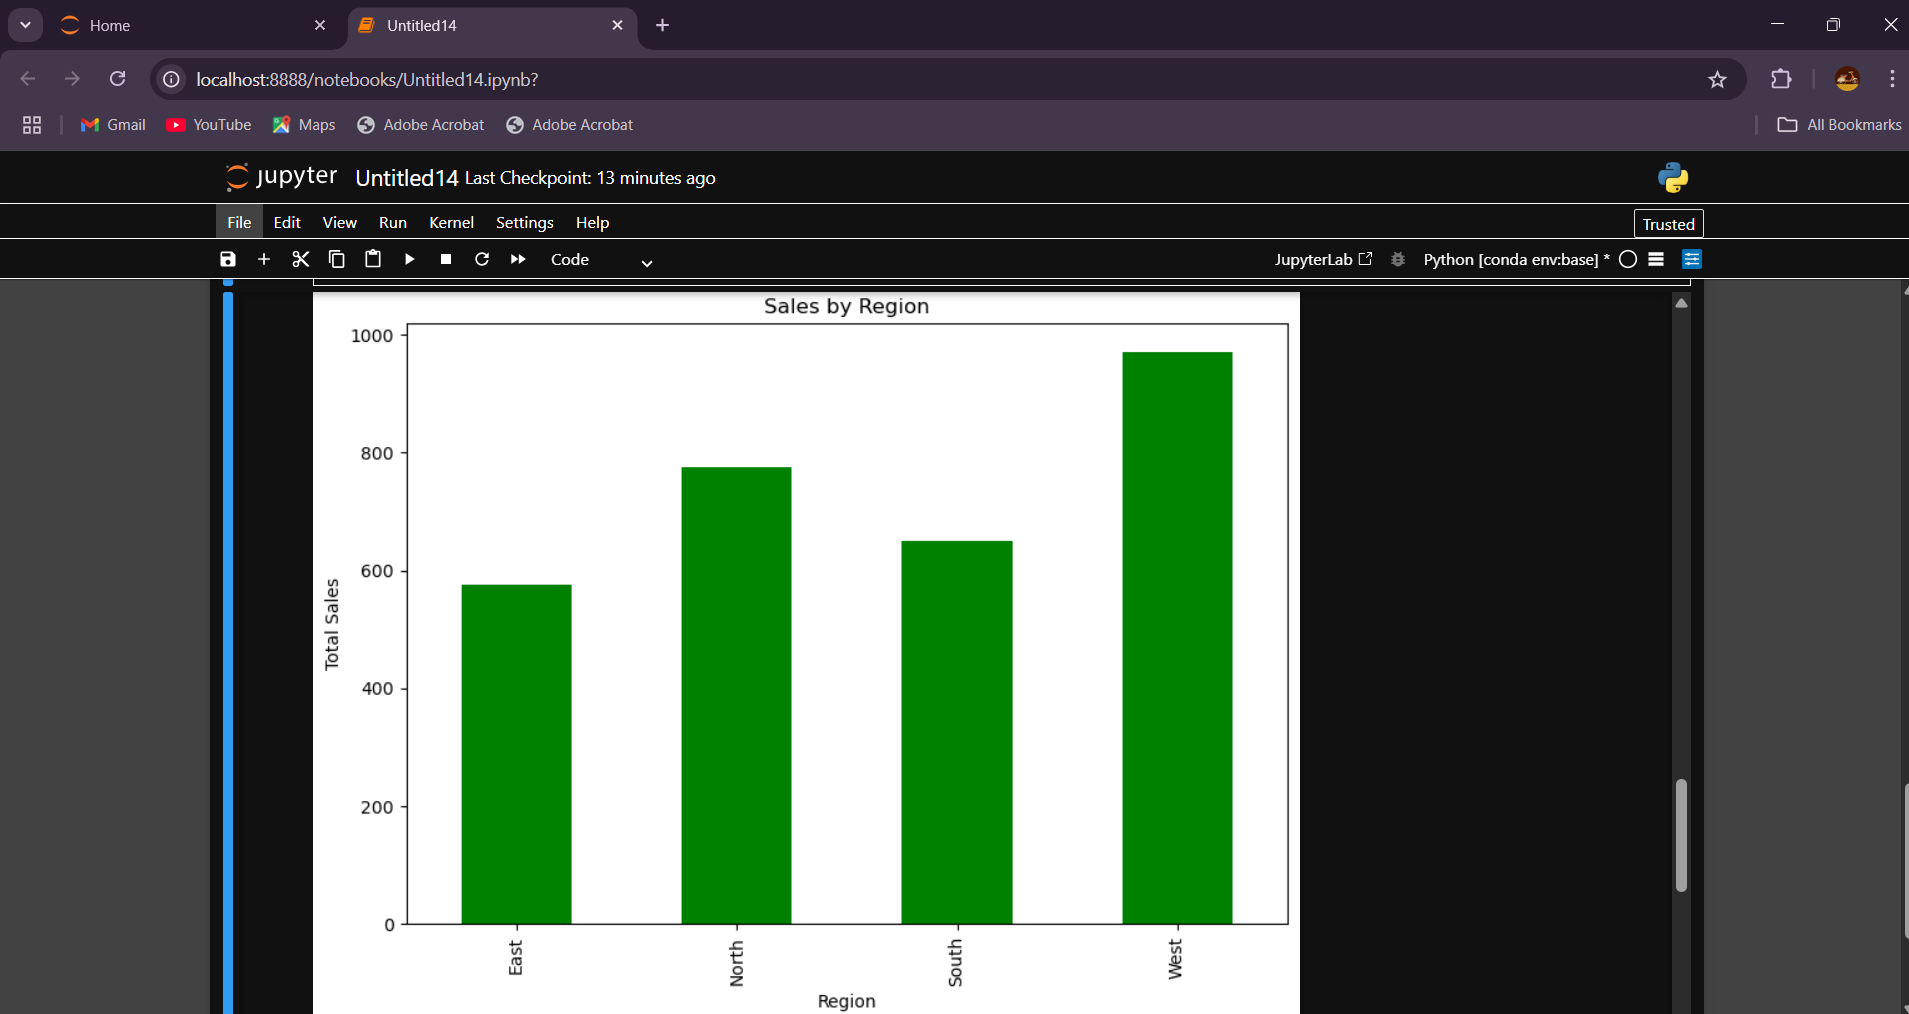 Home
Untitled14
localhost:8888/notebooks/Untitled14.ipynb?
Gmail YouTube Maps Adobe Acrobat Adobe Acrobat All Bookmarks
jupyter Untitled14 Last Checkpoint: 13 minutes ago
File Edit View Run Kernel Settings Help Trusted
Code JupyterLab Python [conda env:base] *
Sales by Region
1000
800
600
400
200
0
Total Sales
East North South West
Region